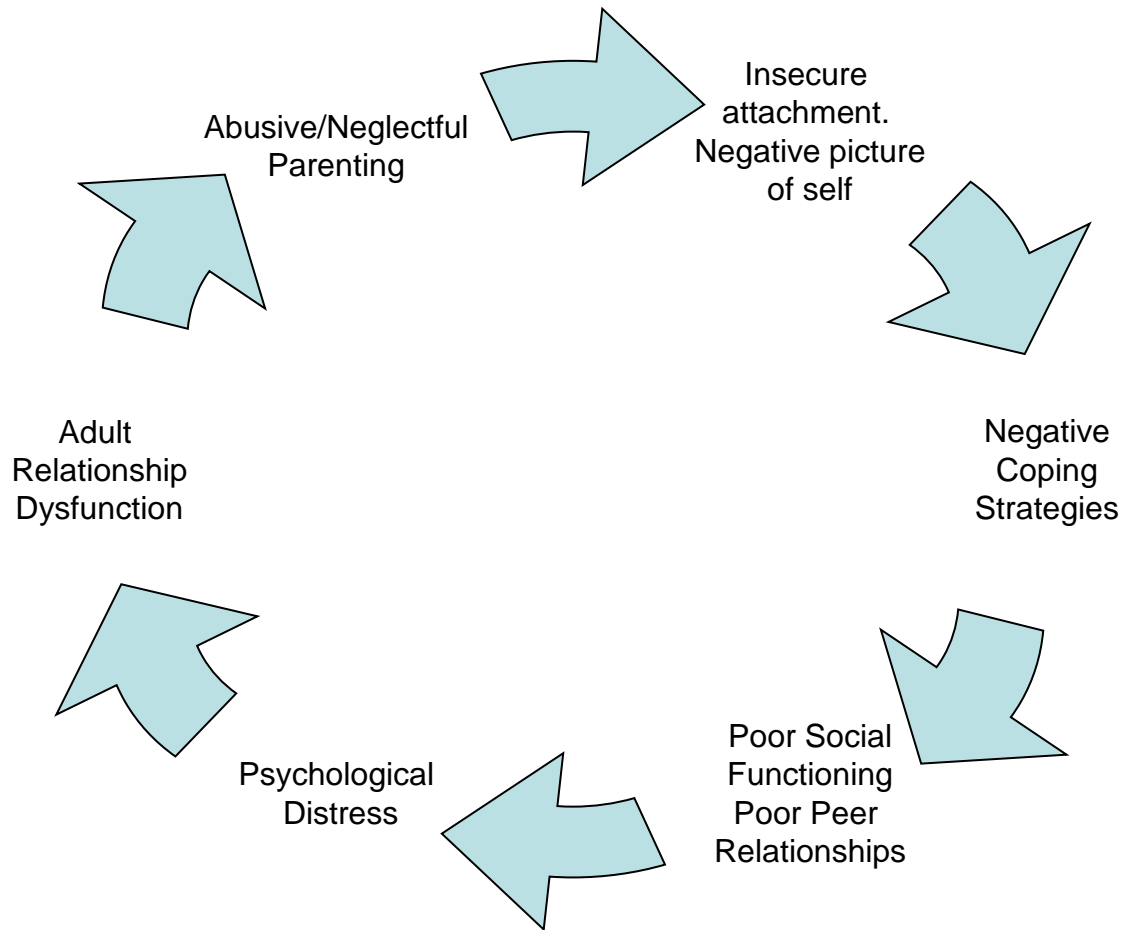 Abusive/Neglectful
Parenting
Insecure
attachment.
Negative picture
of self
Negative
Coping
Strategies
Poor Social
Functioning
Poor Peer
Relationships
Psychological
Distress
Adult
Relationship
Dysfunction